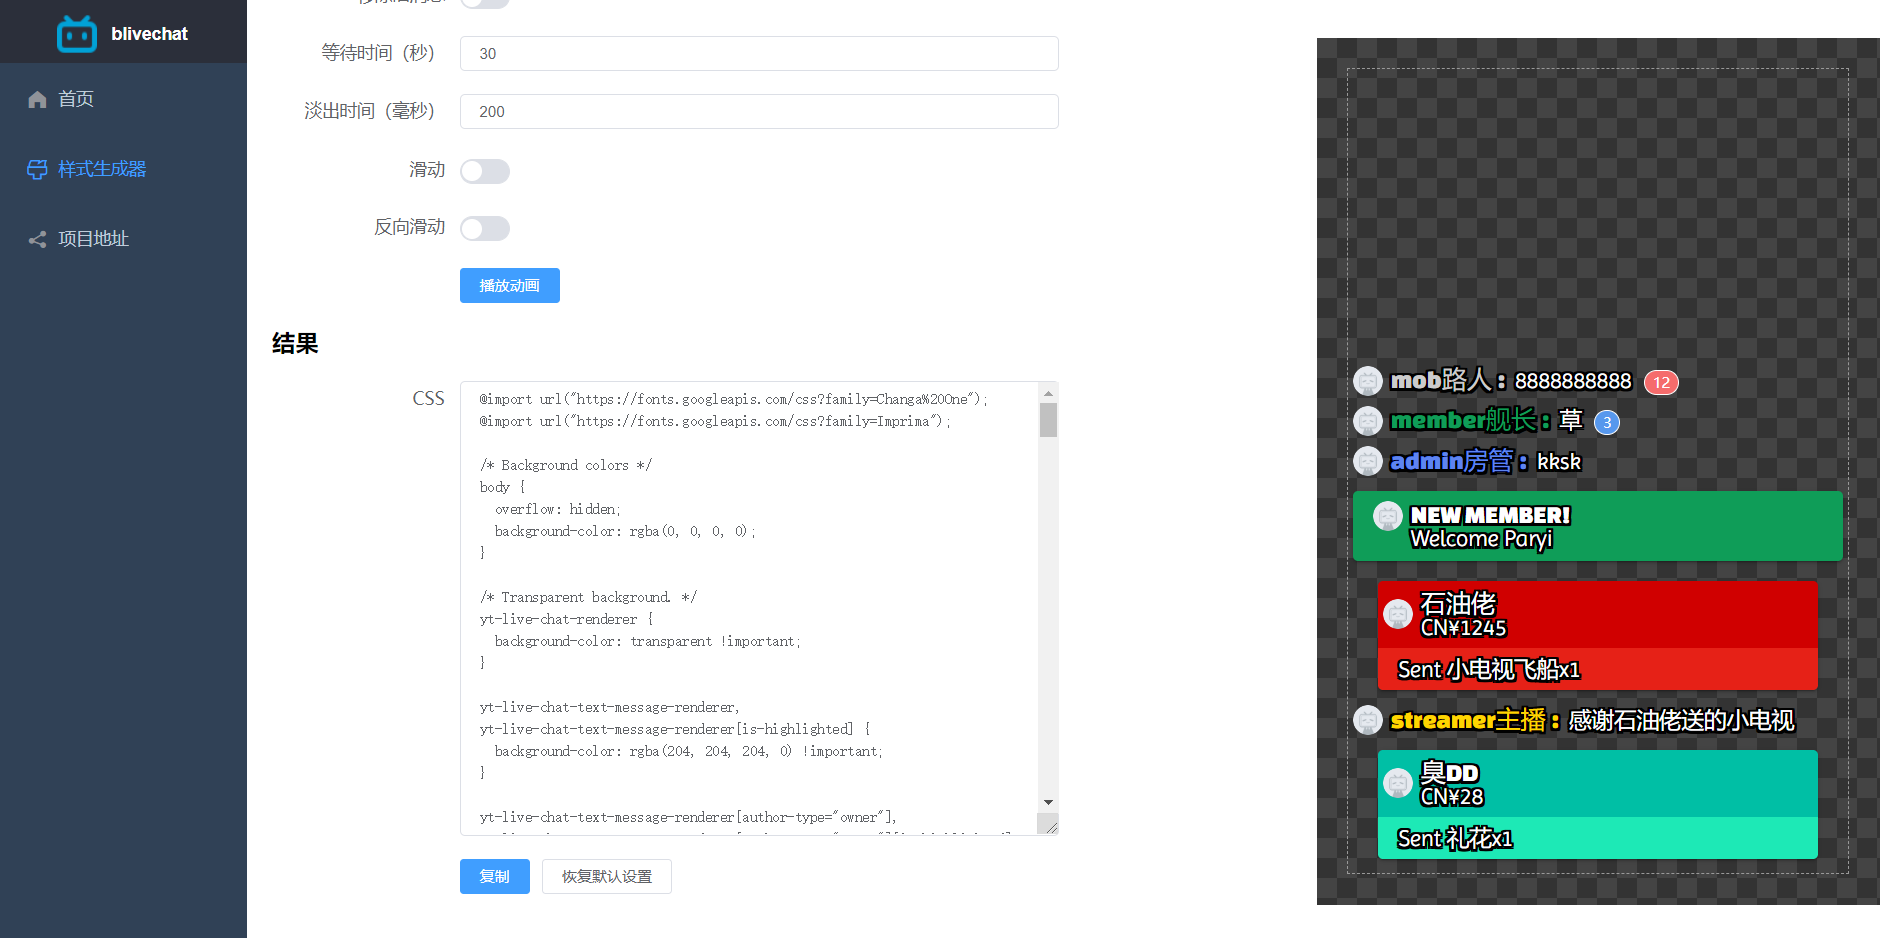 blivechat
首页
样式生成器
项目地址
等待时间（秒）
30
淡出时间（毫秒）
200
滑动
反向滑动
播放动画
结果
CSS
@import url("https://fonts.googleapis.com/css?family=Changa%20One");
@import url("https://fonts.googleapis.com/css?family=Imprima");
/* Background colors */
body {
overflow: hidden;
background-color: rgba(0, 0, 0, 0);
}
/* Transparent background. */
yt-live-chat-renderer {
background-color: transparent !important;
}
yt-live-chat-text-message-renderer,
yt-live-chat-text-message-renderer[is-highlighted] {
background-color: rgba(204, 204, 204, 0) !important;
}
yt-live-chat-text-message-renderer[author-type="owner"],
复制
恢复默认设置
mob路人：8888888888 12
member舰长：草 3
admin房管：kksk
NEW MEMBER!
Welcome Paryi
石油佬
CN¥1245
Sent 小电视飞船x1
streamer主播：感谢石油佬送的小电视
臭DD
CN¥28
Sent 礼花x1